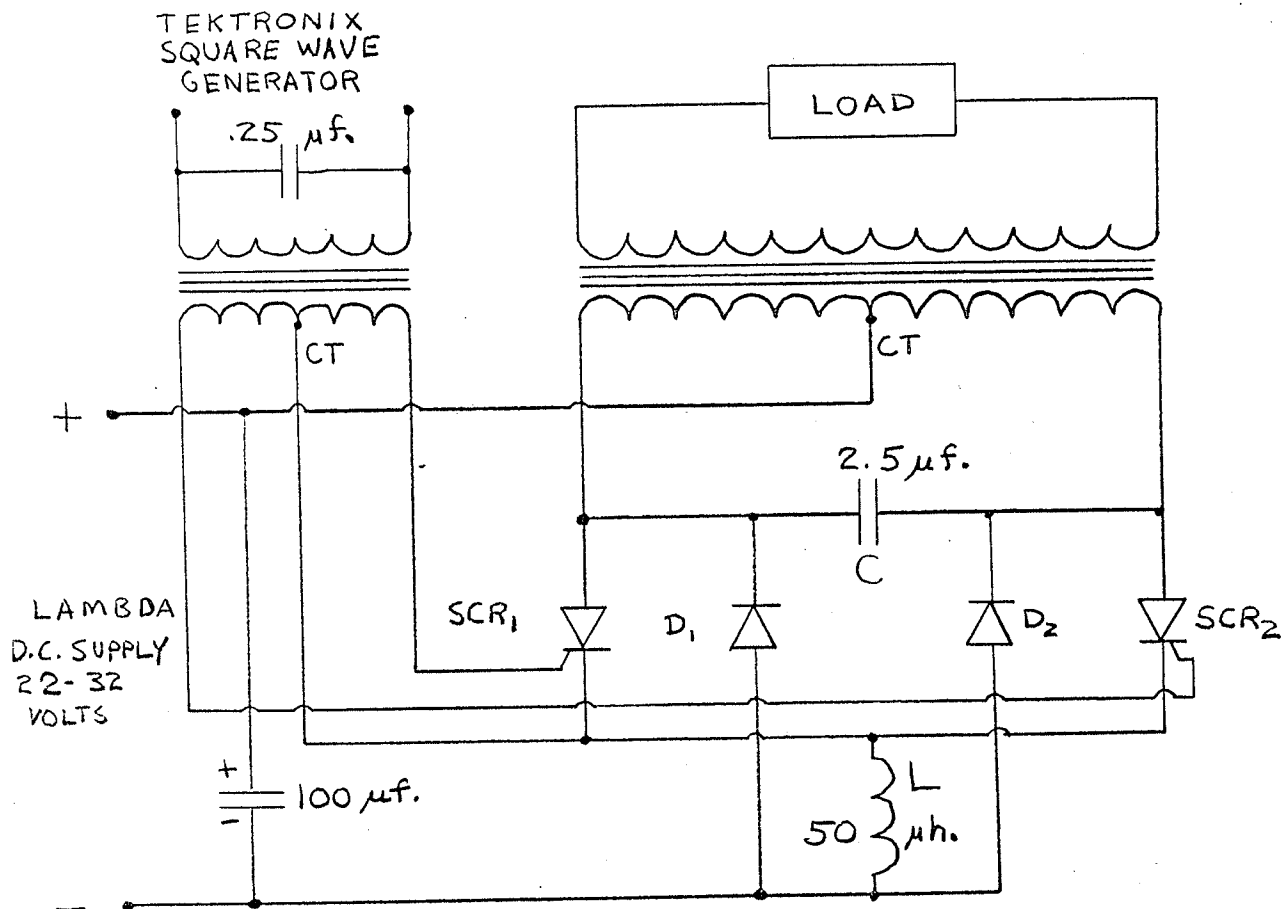 TEKTRONIX
SQUARE WAVE
GENERATOR
.25 μf.
LOAD
CT
CT
+
2.5 μf.
C
LAMBDA
D.C. SUPPLY
22-32
VOLTS
SCR1
D1
D2
SCR2
+
100 μf.
-
L
50 μh.
-